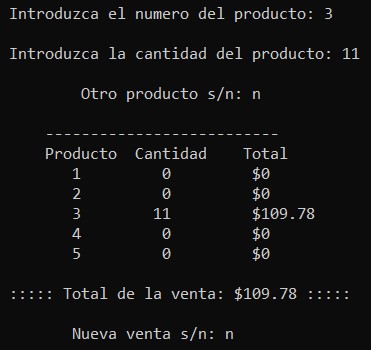 Introduzca el numero del producto: 3
Introduzca la cantidad del producto: 11
Otro producto s/n: n
--------------------------
Producto Cantidad Total
1 0 $0
2 0 $0
3 11 $109.78
4 0 $0
5 0 $0
::::: Total de la venta: $109.78 :::::
Nueva venta s/n: n